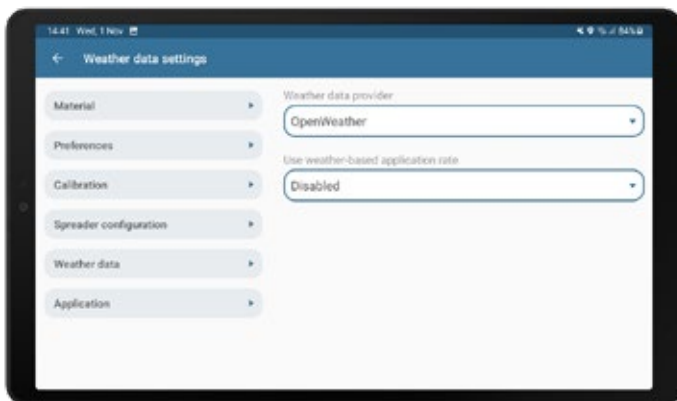 14:41 Wed, 1 Nov
84%
Weather data settings
Material
Preferences
Calibration
Spreader configuration
Weather data
Application
Weather data provider
OpenWeather
Use weather-based application rate
Disabled